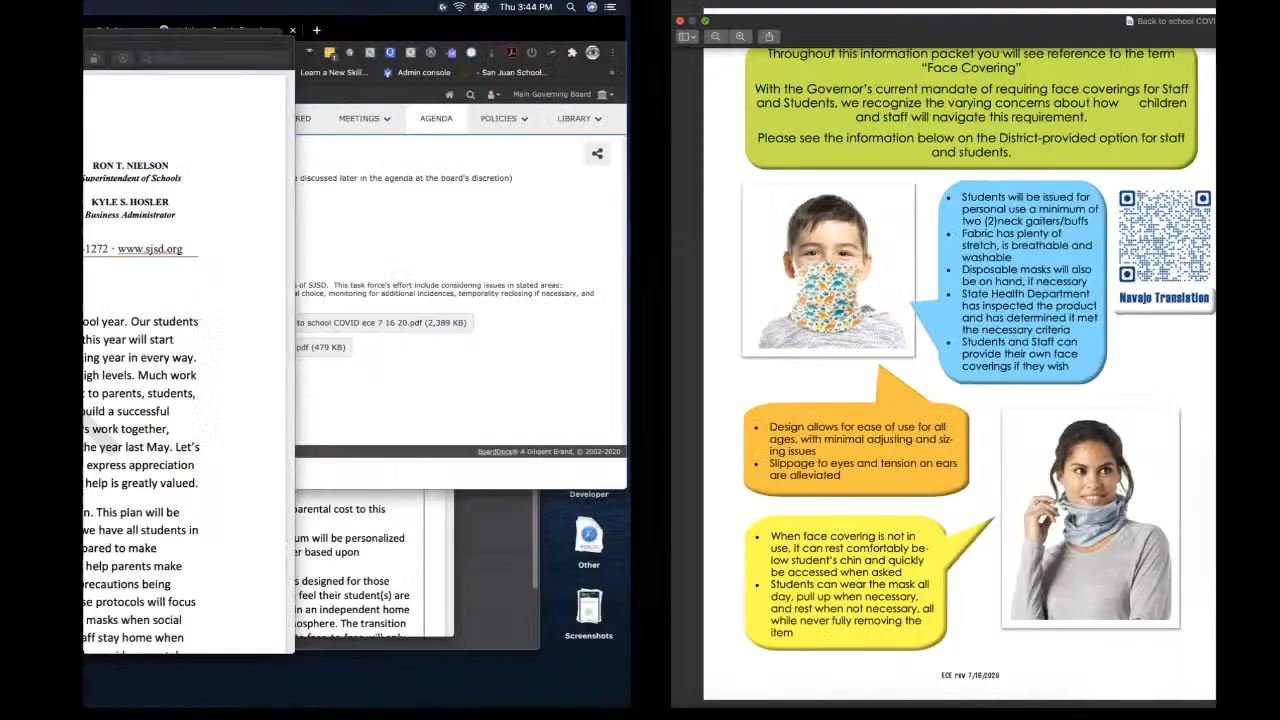 Thu 3:44 PM
Learn a New Skil...
Admin console
- San Juan School...
Main Governing Board
RED
MEETINGS
AGENDA
POLICIES
LIBRARY
RON T. NIELSON
Superintendent of Schools
KYLE S. HOSLER
Business Administrator
-1272 · www.sjsd.org
e discussed later in the agenda at the board's discretion)
s of SJSD. This task force's effort include considering issues in stated areas:
al choice, monitoring for additional incidences, temporality reclosing if necessary, and
to school COVID ece 7 16 20.pdf (2,389 KB)
pdf (479 KB)
BoardDocs® A Diligent Brand, © 2002-2020
ool year. Our students
this year will start
ing year in every way.
igh levels. Much work
t to parents, students,
build a successful
rs work together,
the year last May. Let's
express appreciation
help is greatly valued.
n. This plan will be
we have all students in
pared to make
help parents make
recautions being
se protocols will focus
masks when social
aff stay home when
parental cost to this
um will be personalized
er based upon
s designed for those
feel their student(s) are
in an independent home
osphere. The transition
Developer
Other
Screenshots
Back to school COVI
Throughout this information packet you will see reference to the term
“Face Covering”
With the Governor's current mandate of requiring face coverings for Staff
and Students, we recognize the varying concerns about how children
and staff will navigate this requirement.
Please see the information below on the District-provided option for staff
and students.
• Students will be issued for
personal use a minimum of
two (2)neck gaiters/buffs
• Fabric has plenty of
stretch, is breathable and
washable
• Disposable masks will also
be on hand, if necessary
• State Health Department
has inspected the product
and has determined it met
the necessary criteria
• Students and Staff can
provide their own face
coverings if they wish
Navajo Translation
• Design allows for ease of use for all
ages, with minimal adjusting and siz-
ing issues
• Slippage to eyes and tension on ears
are alleviated
• When face covering is not in
use, it can rest comfortably be-
low student's chin and quickly
be accessed when asked
• Students can wear the mask all
day, pull up when necessary,
and rest when not necessary, all
while never fully removing the
item
ECE rev 7/16/2020